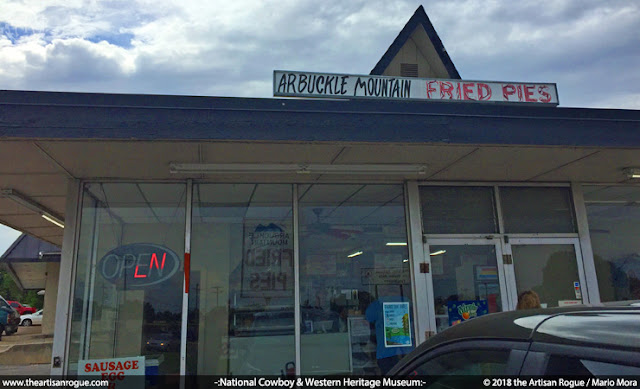 ARBUCKLE MOUNTAIN FRIED PIES
OPEN
FRIED
PIES
SAUSAGE
EGG
www.theartisanrogue.com
-:National Cowboy & Western Heritage Museum:-
© 2018 the Artisan Rogue / Mario Mora